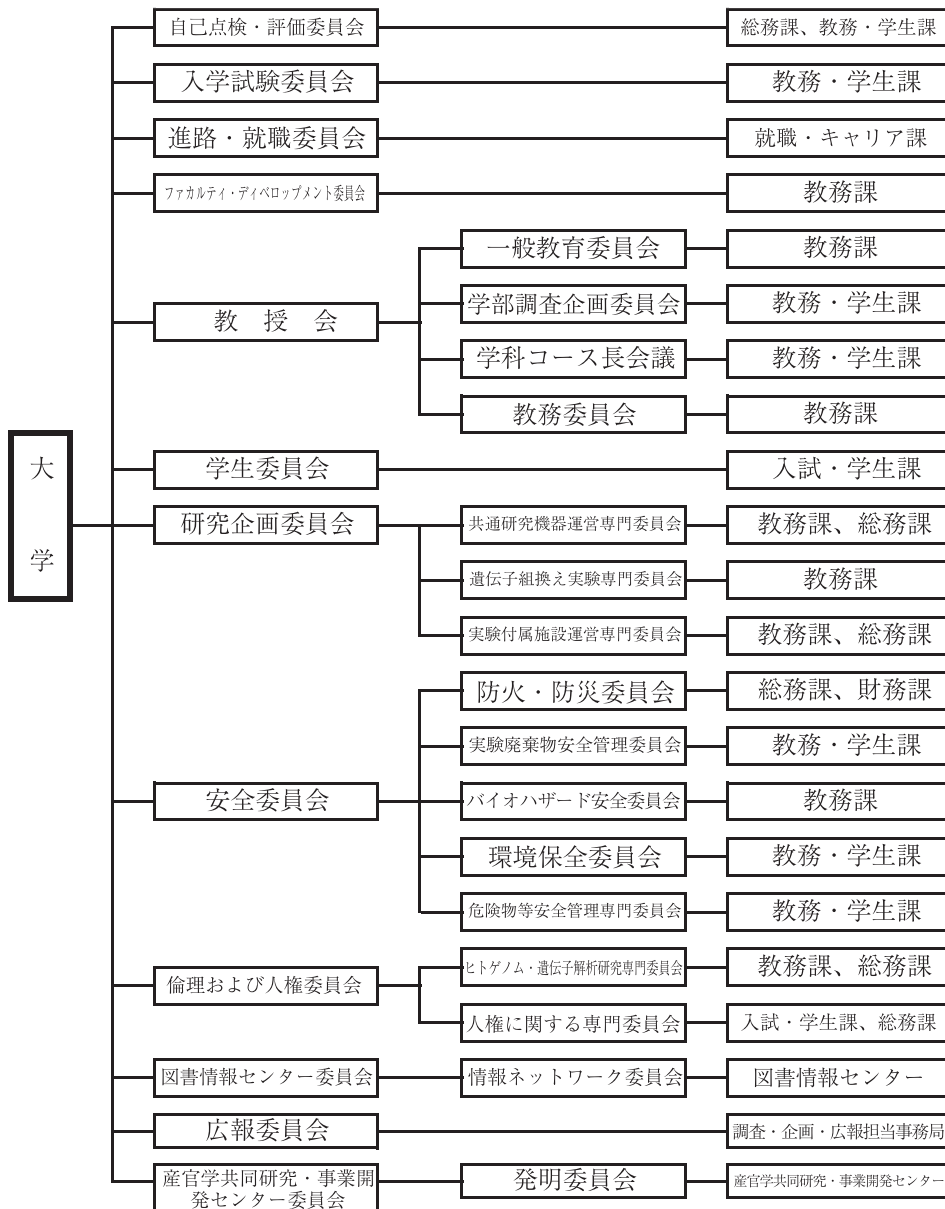 自己点検・評価委員会 総務課、教務・学生課
入学試験委員会 教務・学生課
進路・就職委員会 就職・キャリア課
ファカルティ・ディベロップメント委員会 教務課
一般教育委員会 教務課
学部調査企画委員会 教務・学生課
教 授 会
学科コース長会議 教務・学生課
教務委員会 教務課
大
学
学生委員会 入試・学生課
研究企画委員会 共通研究機器運営専門委員会 教務課、総務課
遺伝子組換え実験専門委員会 教務課
実験付属施設運営専門委員会 教務課、総務課
防火・防災委員会 総務課、財務課
実験廃棄物安全管理委員会 教務・学生課
安全委員会 バイオハザード安全委員会 教務課
環境保全委員会 教務・学生課
危険物等安全管理専門委員会 教務・学生課
ヒトゲノム・遺伝子解析研究専門委員会 教務課、総務課
倫理および人権委員会
人権に関する専門委員会 入試・学生課、総務課
図書情報センター委員会 情報ネットワーク委員会 図書情報センター
広報委員会 調査・企画・広報担当事務局
産官学共同研究・事業開
発センター委員会
発明委員会 産官学共同研究・事業開発センター